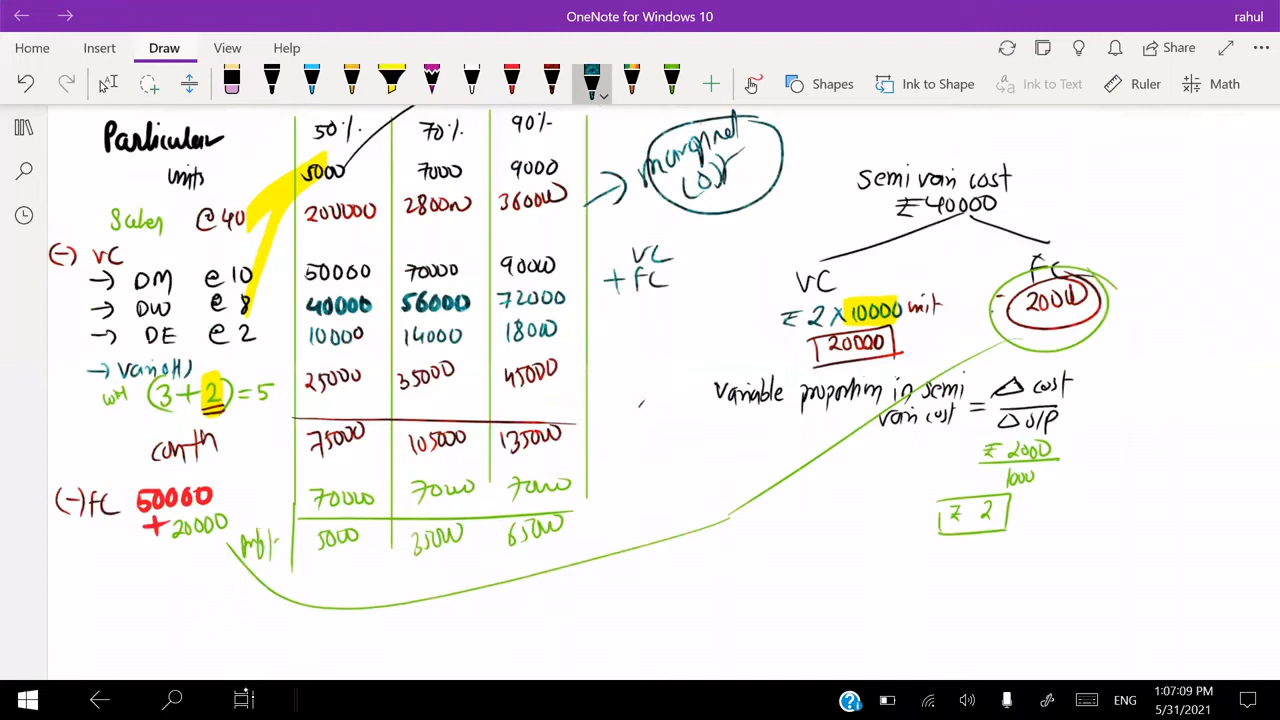 OneNote for Windows 10
rahul
Home Insert Draw View Help
Share
Ink to Shape
Shapes
Ink to Text
Ruler
Math
Particular 50% 70% 90%
units 5000 7000 9000
Sales @ 40 200000 280000 360000
(-) VC
→ DM @ 10 50000 70000 90000
→ DW @ 8 40000 56000 72000
→ DE @ 2 10000 14000 18000
→ Vari OH 25000 35000 45000
(3+2) = 5
contn 75000 105000 135000
(-) FC 50000 70000 70000 70000
+ 20000
5000 35000 65000
marginal
cost
VC
+ FC
Semi vari cost
₹ 40000
VC
₹ 2 X 10000 unit
20000
FC
20000
Variable proportion in semi
vari cost = Δ cost
Δ O/P
₹ 2000
1000
₹ 2
ENG
1:07:09 PM
5/31/2021